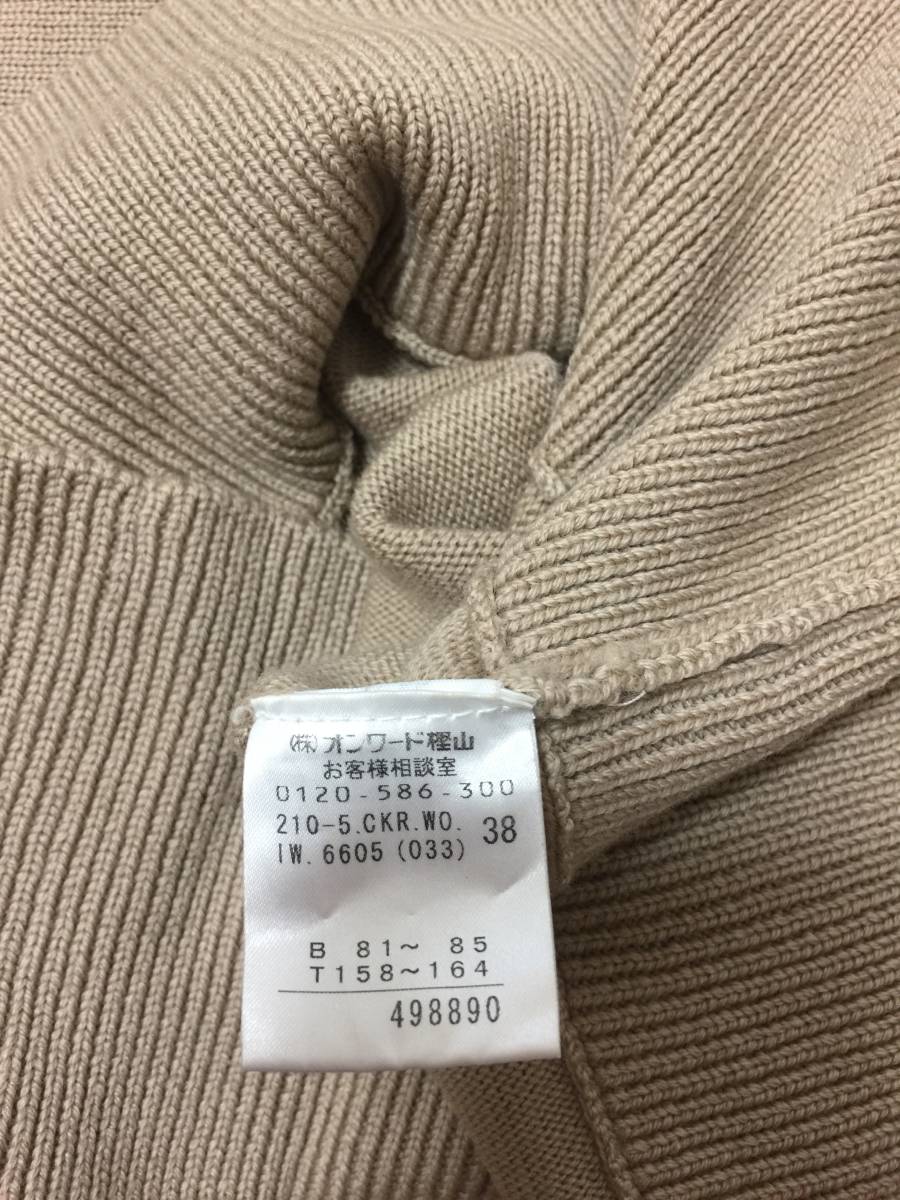 (株)オンワード樫山
お客様相談室
0120-586-300
210-5.CKR.WO. 38
IW.6605(033)
B 81~ 85
T158~164
498890